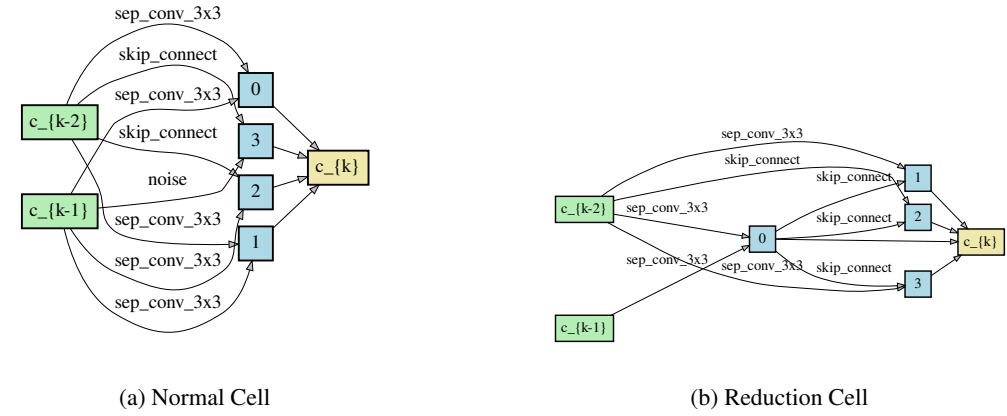 sep_conv_3x3
skip_connect
sep_conv_3x3
0
c_{k-2}
skip_connect
3
c_{k}
noise
2
c_{k-1}
sep_conv_3x3
1
sep_conv_3x3
sep_conv_3x3
(a) Normal Cell
sep_conv_3x3
skip_connect
skip_connect
1
c_{k-2}
sep_conv_3x3
skip_connect
2
0
c_{k}
sep_conv_3x3
sep_conv_3x3
skip_connect
3
c_{k-1}
(b) Reduction Cell